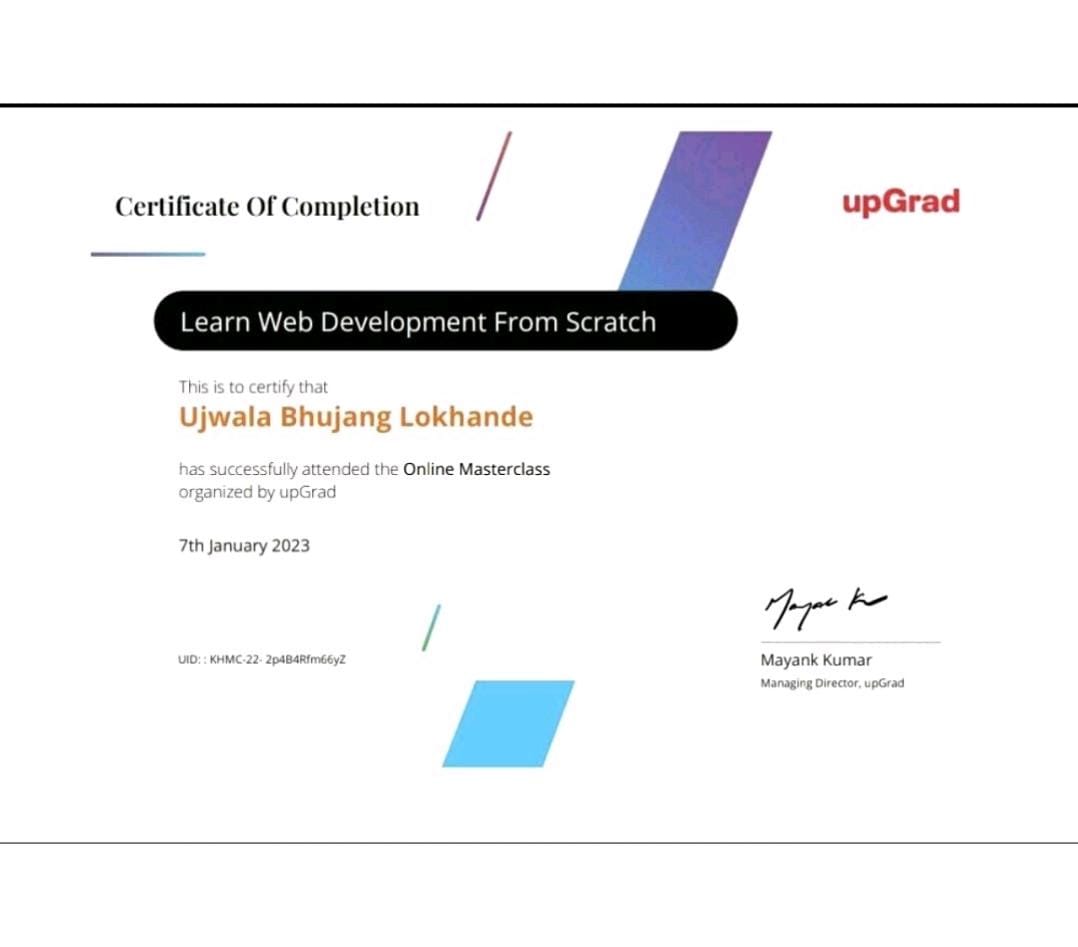 Certificate Of Completion
upGrad
Learn Web Development From Scratch
This is to certify that
Ujwala Bhujang Lokhande
has successfully attended the Online Masterclass
organized by upGrad
7th January 2023
UID: : KHMC-22- 2p4B4Rfm66yZ
Mayank Kumar
Managing Director, upGrad